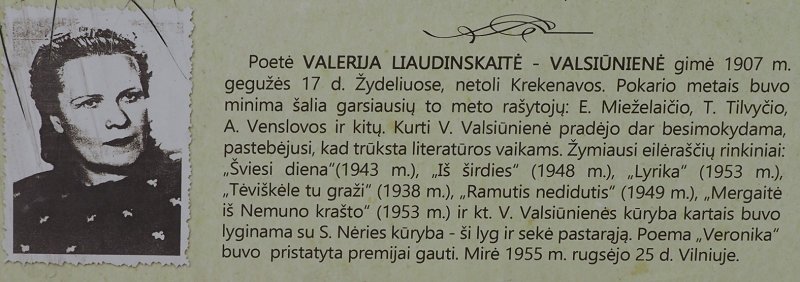 Poetė VALERIJA LIAUDINSKAITĖ - VALSIŪNIENĖ gimė 1907 m.
gegužės 17 d. Žydeliuose, netoli Krekenavos. Pokario metais buvo
minima šalia garsiausių to meto rašytojų: E. Mieželaičio, T. Tilvyčio,
A. Venslovos ir kitų. Kurti V. Valsiūnienė pradėjo dar besimokydama,
pastebėjusi, kad trūksta literatūros vaikams. Žymiausi eilėraščių rinkiniai:
„Šviesi diena“(1943 m.), „Iš širdies“ (1948 m.), „Lyrika“ (1953 m.),
„Tėviškėle tu graži“ (1938 m.), „Ramutis nedidutis“ (1949 m.), „Mergaitė
iš Nemuno krašto“ (1953 m.) ir kt. V. Valsiūnienės kūryba kartais buvo
lyginama su S. Nėries kūryba - ši lyg ir sekė pastarąją. Poema „Veronika“
buvo pristatyta premijai gauti. Mirė 1955 m. rugsėjo 25 d. Vilniuje.